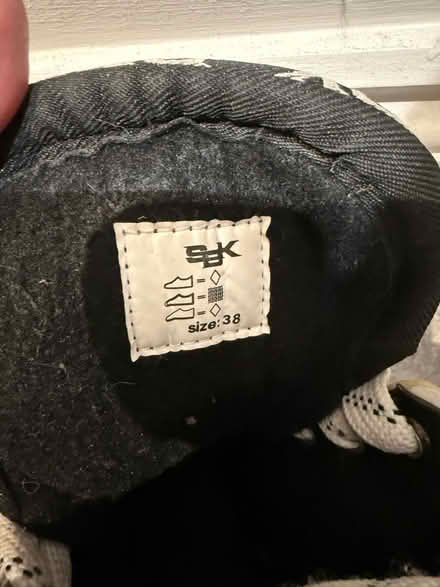 SBK
=
=
=
size: 38